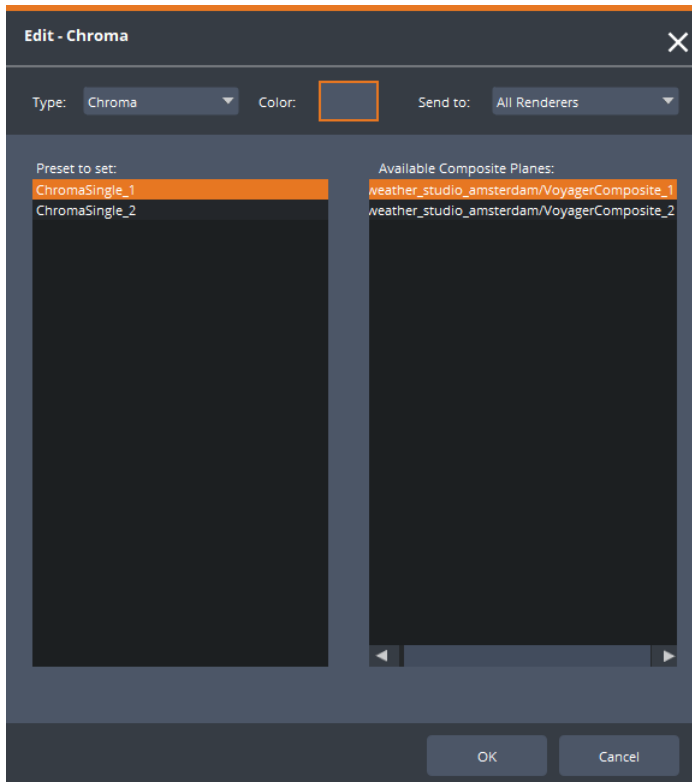 Edit - Chroma
Type: Chroma Color: Send to: All Renderers
Preset to set:
ChromaSingle_1
ChromaSingle_2
Available Composite Planes:
weather_studio_amsterdam/VoyagerComposite_1
weather_studio_amsterdam/VoyagerComposite_2
OK Cancel